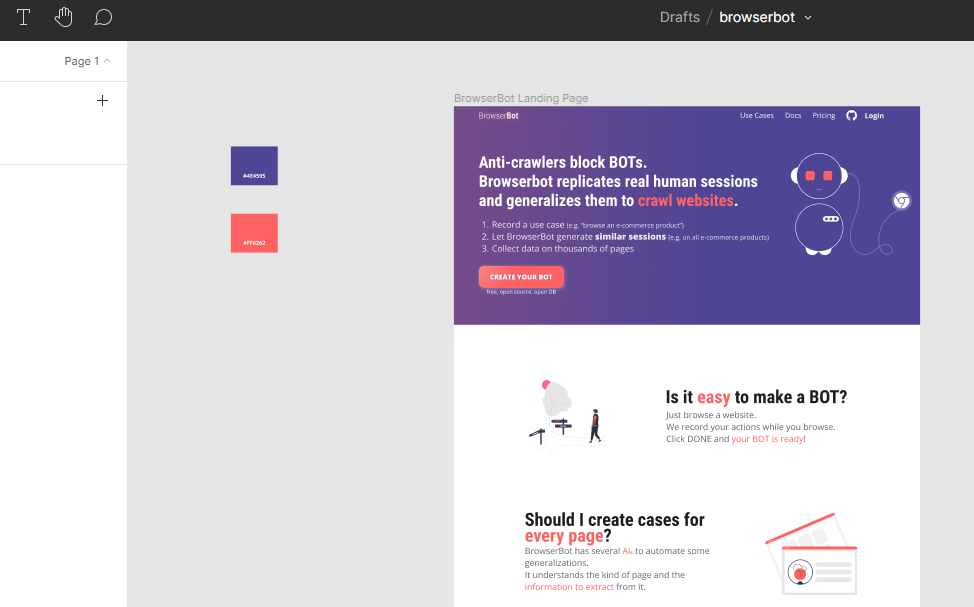 Drafts / browserbot
Page 1
BrowserBot Landing Page
BrowserBot
Use Cases Docs Pricing Login
#4E4595
#FF6262
Anti-crawlers block BOTs.
Browserbot replicates real human sessions
and generalizes them to crawl websites.
1. Record a use case (e.g. "browse an e-commerce product")
2. Let BrowserBot generate similar sessions (e.g. on all e-commerce products)
3. Collect data on thousands of pages
CREATE YOUR BOT
free, open source, open DB
Is it easy to make a BOT?
Just browse a website.
We record your actions while you browse.
Click DONE and your BOT is ready!
Should I create cases for
every page?
BrowserBot has several AIs to automate some
generalizations.
It understands the kind of page and the
information to extract from it.